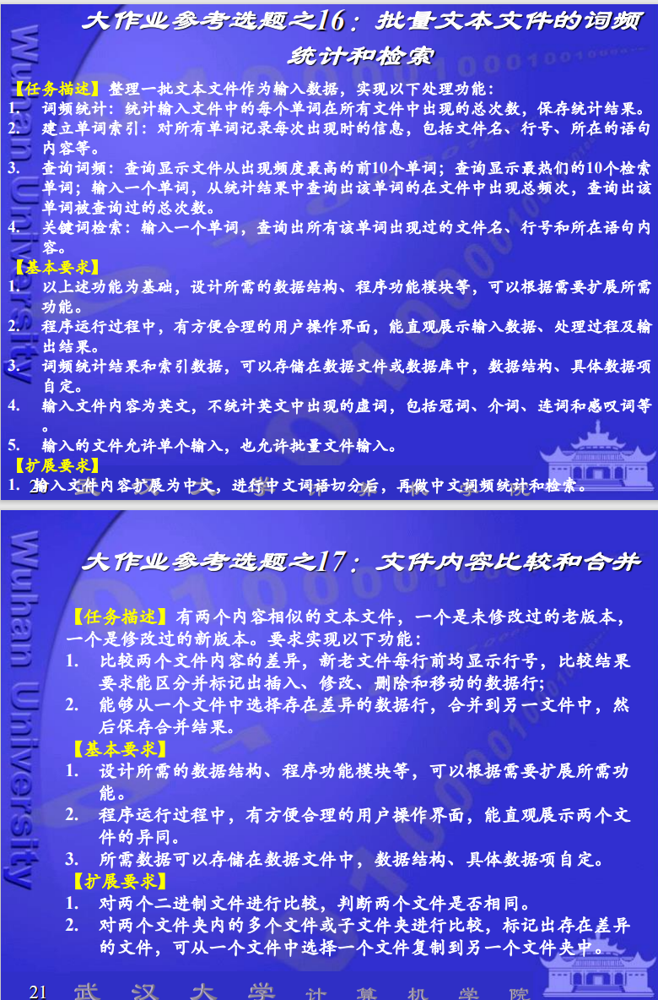 大作业参考选题之16：批量文本文件的词频
统计和检索
【任务描述】整理一批文本文件作为输入数据，实现以下处理功能：
1. 词频统计：统计输入文件中的每个单词在所有文件中出现的总次数，保存统计结果。
2. 建立单词索引：对所有单词记录每次出现时的信息，包括文件名、行号、所在的语句
内容等。
3. 查询词频：查询显示文件从出现频度最高的前10个单词；查询显示最热们的10个检索
单词；输入一个单词，从统计结果中查询出该单词的在文件中出现总频次，查询出该
单词被查询过的总次数。
4. 关键词检索：输入一个单词，查询出所有该单词出现过的文件名、行号和所在语句内
容。
【基本要求】
1. 以上述功能为基础，设计所需的数据结构、程序功能模块等，可以根据需要扩展所需
功能。
2. 程序运行过程中，有方便合理的用户操作界面，能直观展示输入数据、处理过程及输
出结果。
3. 词频统计结果和索引数据，可以存储在数据文件或数据库中，数据结构、具体数据项
自定。
4. 输入文件内容为英文，不统计英文中出现的虚词，包括冠词、介词、连词和感叹词等
。
5. 输入的文件允许单个输入，也允许批量文件输入。
【扩展要求】
1. 输入文件内容扩展为中文，进行中文词语切分后，再做中文词频统计和检索。
武汉大学计算机学院
Wuhan University
大作业参考选题之17：文件内容比较和合并
【任务描述】有两个内容相似的文本文件，一个是未修改过的老版本，
一个是修改过的新版本。要求实现以下功能：
1. 比较两个文件内容的差异，新老文件每行前均显示行号，比较结果
要求能区分并标记出插入、修改、删除和移动的数据行；
2. 能够从一个文件中选择存在差异的数据行，合并到另一文件中，然
后保存合并结果。
【基本要求】
1. 设计所需的数据结构、程序功能模块等，可以根据需要扩展所需功
能。
2. 程序运行过程中，有方便合理的用户操作界面，能直观展示两个文
件的异同。
3. 所需数据可以存储在数据文件中，数据结构、具体数据项自定。
【扩展要求】
1. 对两个二进制文件进行比较，判断两个文件是否相同。
2. 对两个文件夹内的多个文件或子文件夹进行比较，标记出存在差异
的文件，可从一个文件中选择一个文件复制到另一个文件夹中。
21 武汉大学计算机学院
Wuhan University